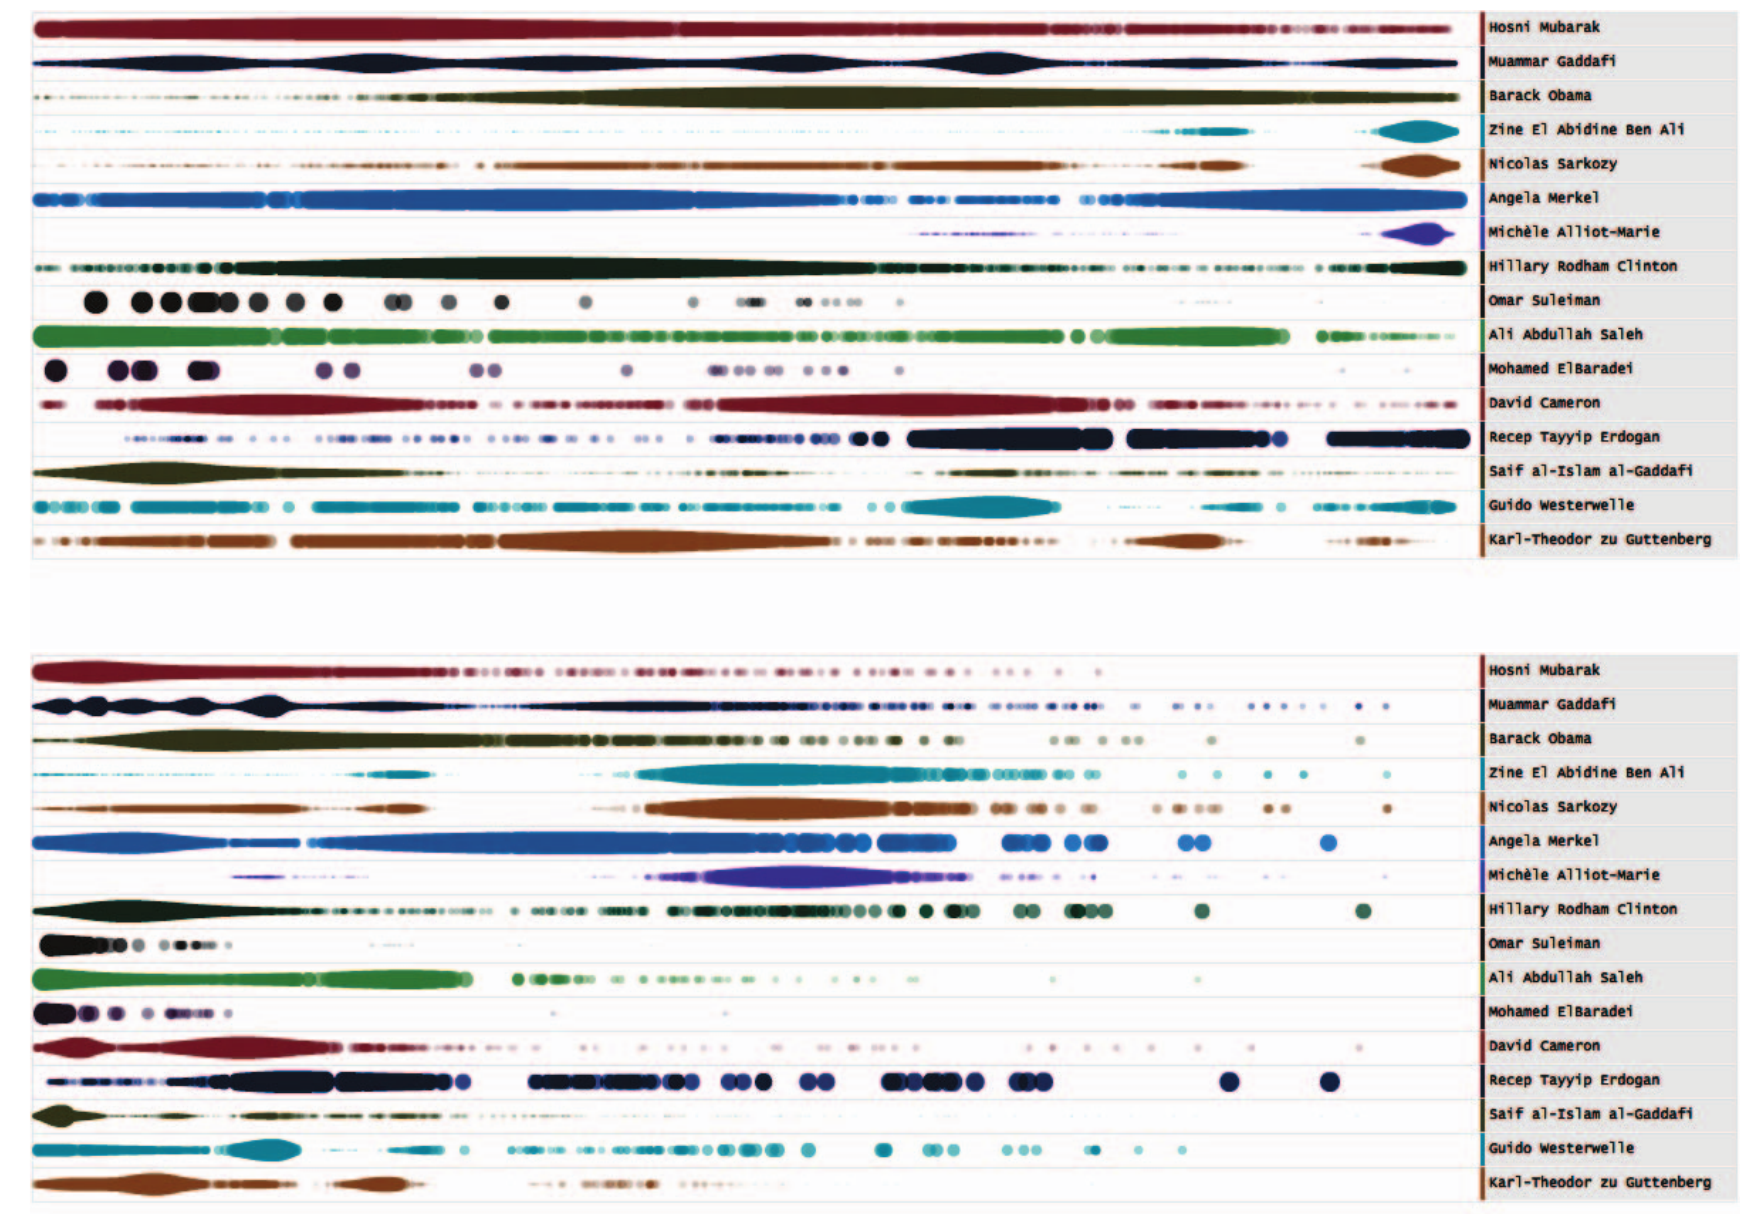 Hosni Mubarak
Muammar Gaddafi
Barack Obama
Zine El Abidine Ben Ali
Nicolas Sarkozy
Angela Merkel
Michèle Alliot-Marie
Hillary Rodham Clinton
Omar Suleiman
Ali Abdullah Saleh
Mohamed ElBaradei
David Cameron
Recep Tayyip Erdogan
Saif al-Islam al-Gaddafi
Guido Westerwelle
Karl-Theodor zu Guttenberg
Hosni Mubarak
Muammar Gaddafi
Barack Obama
Zine El Abidine Ben Ali
Nicolas Sarkozy
Angela Merkel
Michèle Alliot-Marie
Hillary Rodham Clinton
Omar Suleiman
Ali Abdullah Saleh
Mohamed ElBaradei
David Cameron
Recep Tayyip Erdogan
Saif al-Islam al-Gaddafi
Guido Westerwelle
Karl-Theodor zu Guttenberg